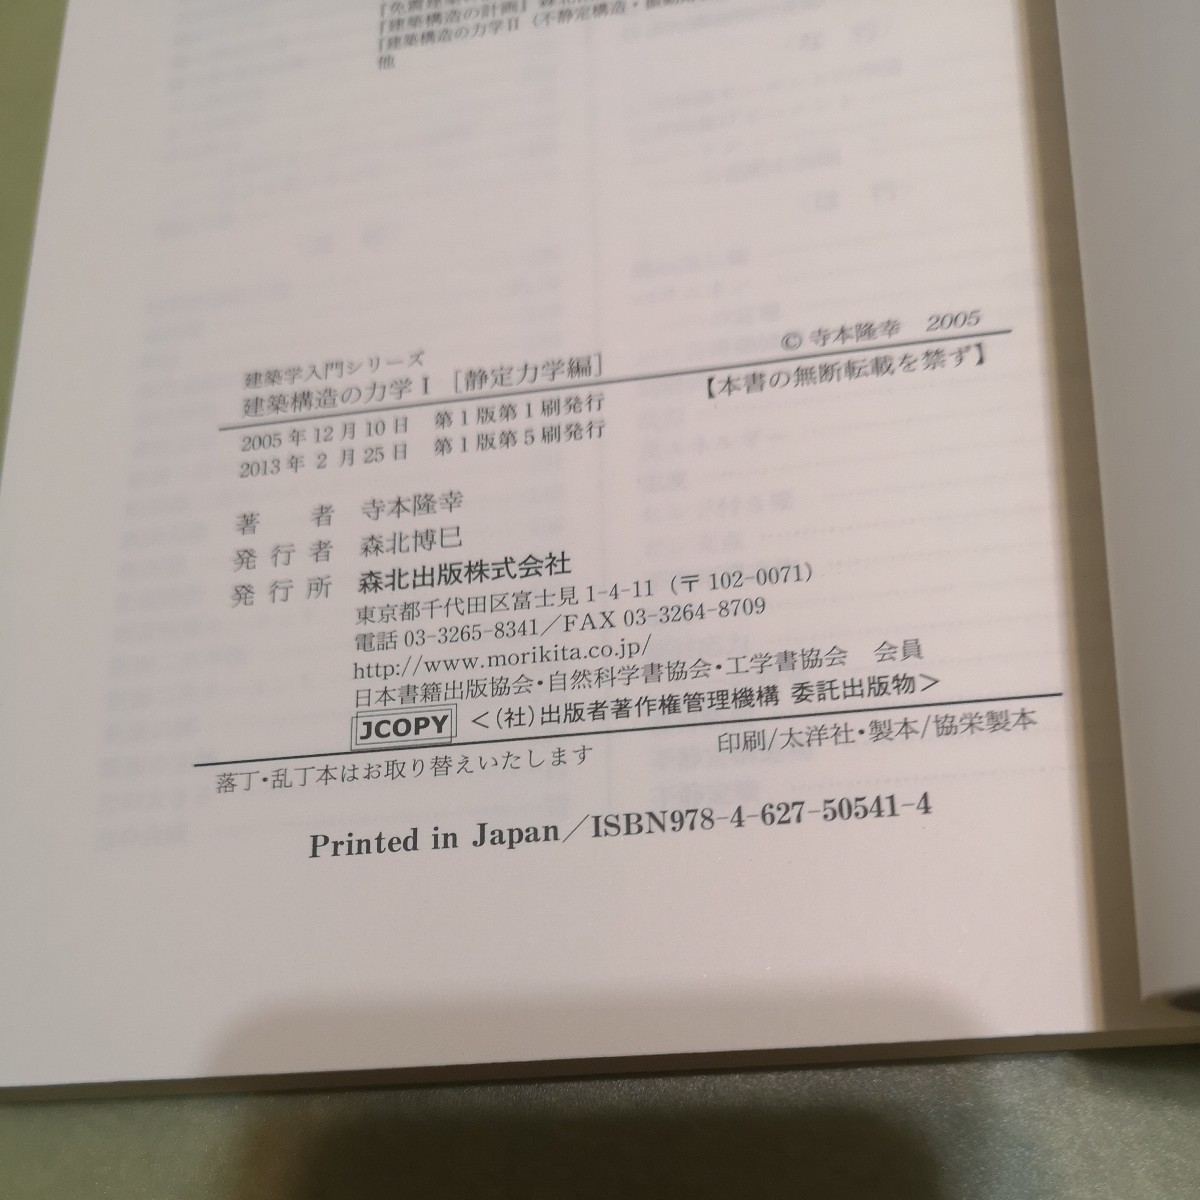 『建築構造の計画』
『建築構造の力学II（不静定構造・
他
建築学入門シリーズ
建築構造の力学I ［静定力学編］
© 寺本隆幸 2005
2005年12月10日 第1版第1刷発行
【本書の無断転載を禁ず】
2013年2月25日 第1版第5刷発行
著者 寺本隆幸
発行者 森北博巳
発行所 森北出版株式会社
東京都千代田区富士見1-4-11（〒102-0071）
電話03-3265-8341／FAX 03-3264-8709
http://www.morikita.co.jp/
日本書籍出版協会・自然科学書協会・工学書協会 会員
JCOPY ＜(社)出版者著作権管理機構 委託出版物＞
落丁・乱丁本はお取り替えいたします
印刷/太洋社・製本/協栄製本
Printed in Japan／ISBN978-4-627-50541-4